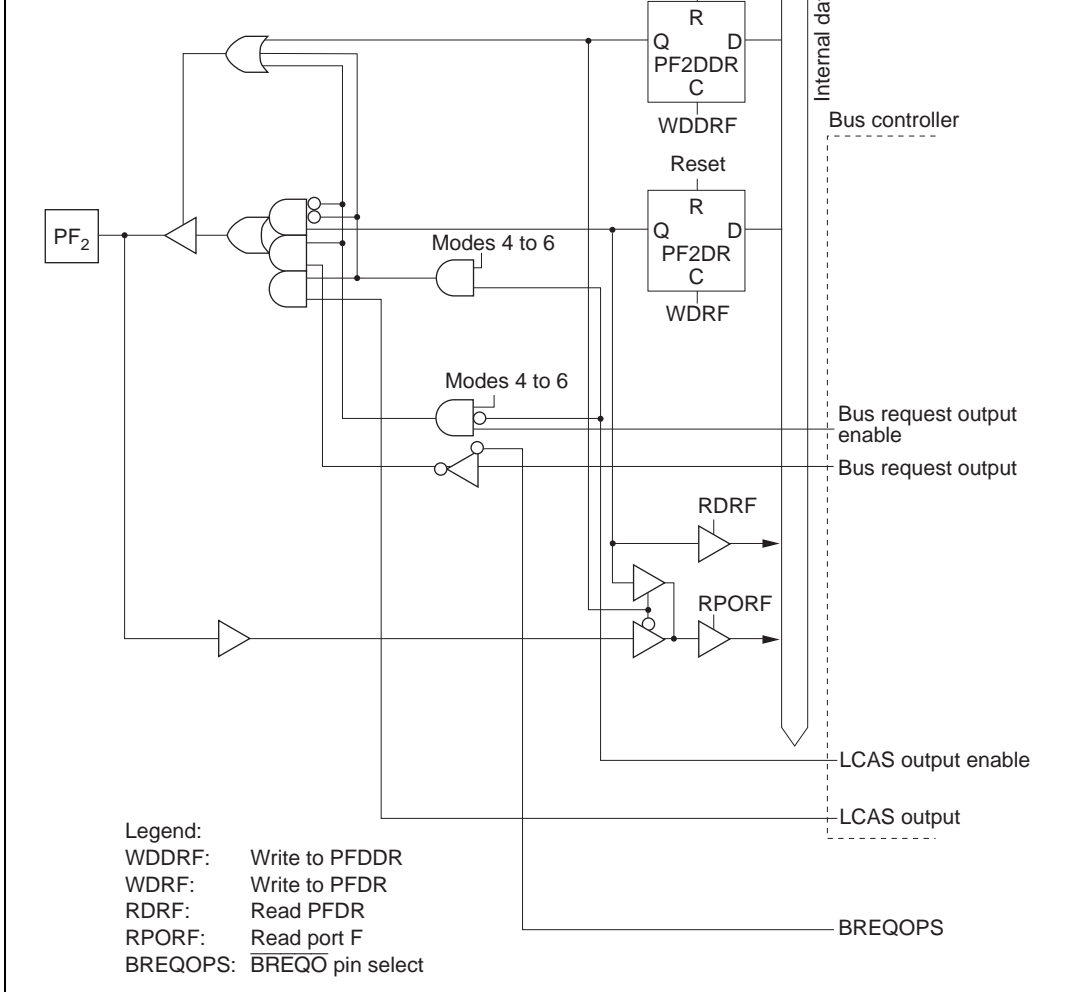 R
Q D
PF2DDR
C
WDDRF
Internal da
Bus controller
Reset
R
Q D
PF2DR
C
WDRF
PF2
Modes 4 to 6
Modes 4 to 6
Bus request output
enable
Bus request output
RDRF
RPORF
LCAS output enable
LCAS output
BREQOPS
Legend:
WDDRF: Write to PFDDR
WDRF: Write to PFDR
RDRF: Read PFDR
RPORF: Read port F
BREQOPS: BREQO pin select